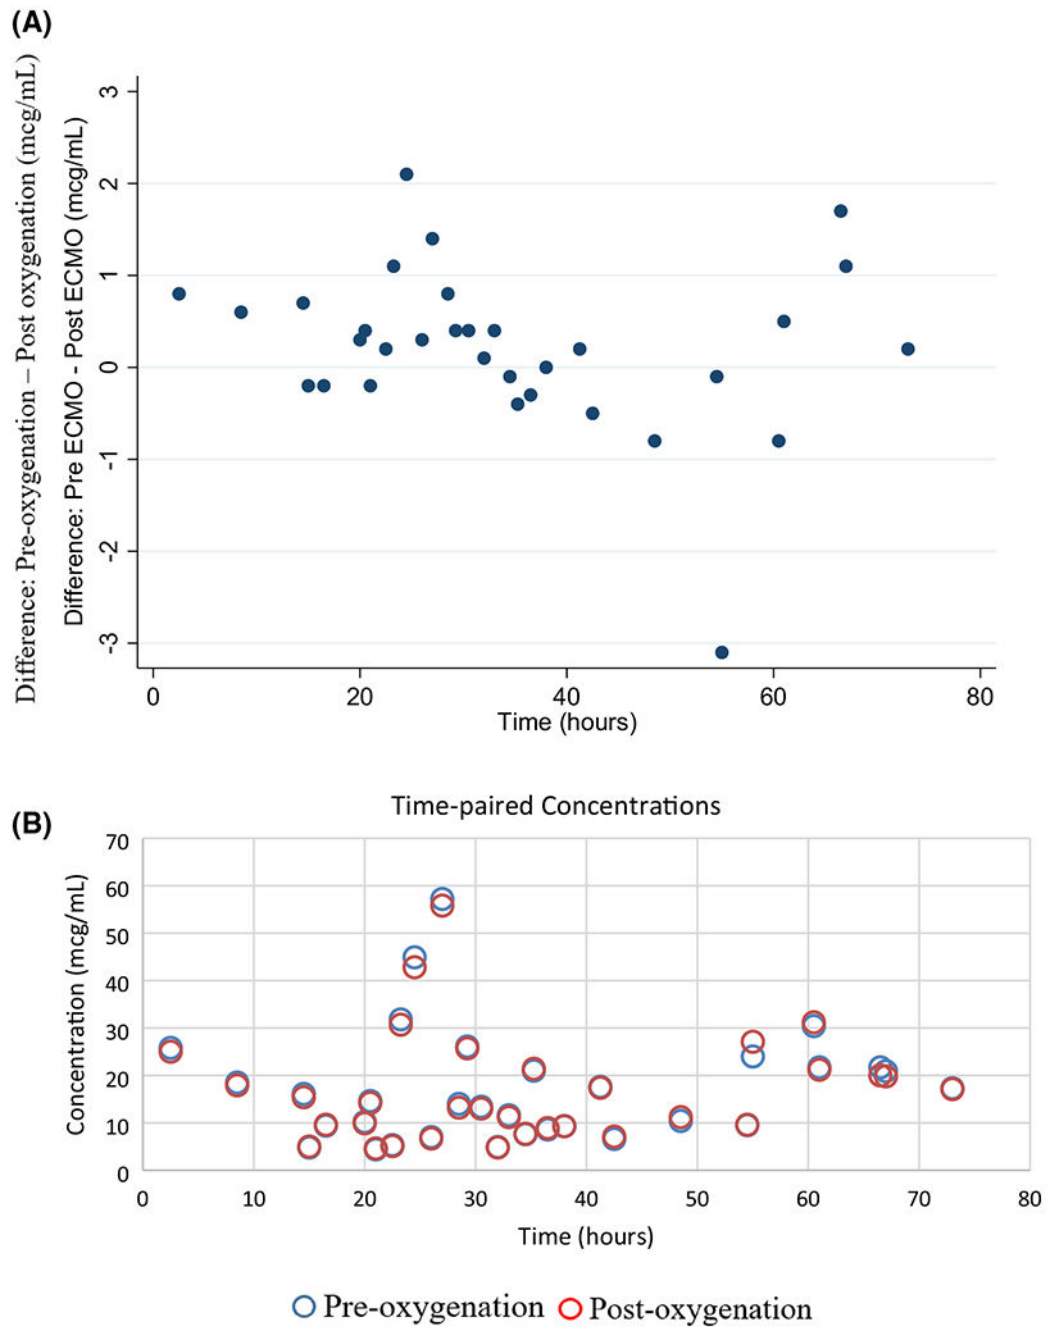 (A)
Difference: Pre-oxygenation – Post oxygenation (mcg/mL)
Difference: Pre ECMO - Post ECMO (mcg/mL)
3
2
1
0
-1
-2
-3
0 20 40 60 80
Time (hours)
Time-paired Concentrations
(B)
Concentration (mcg/mL)
70
60
50
40
30
20
10
0
0 10 20 30 40 50 60 70 80
Time (hours)
Pre-oxygenation Post-oxygenation